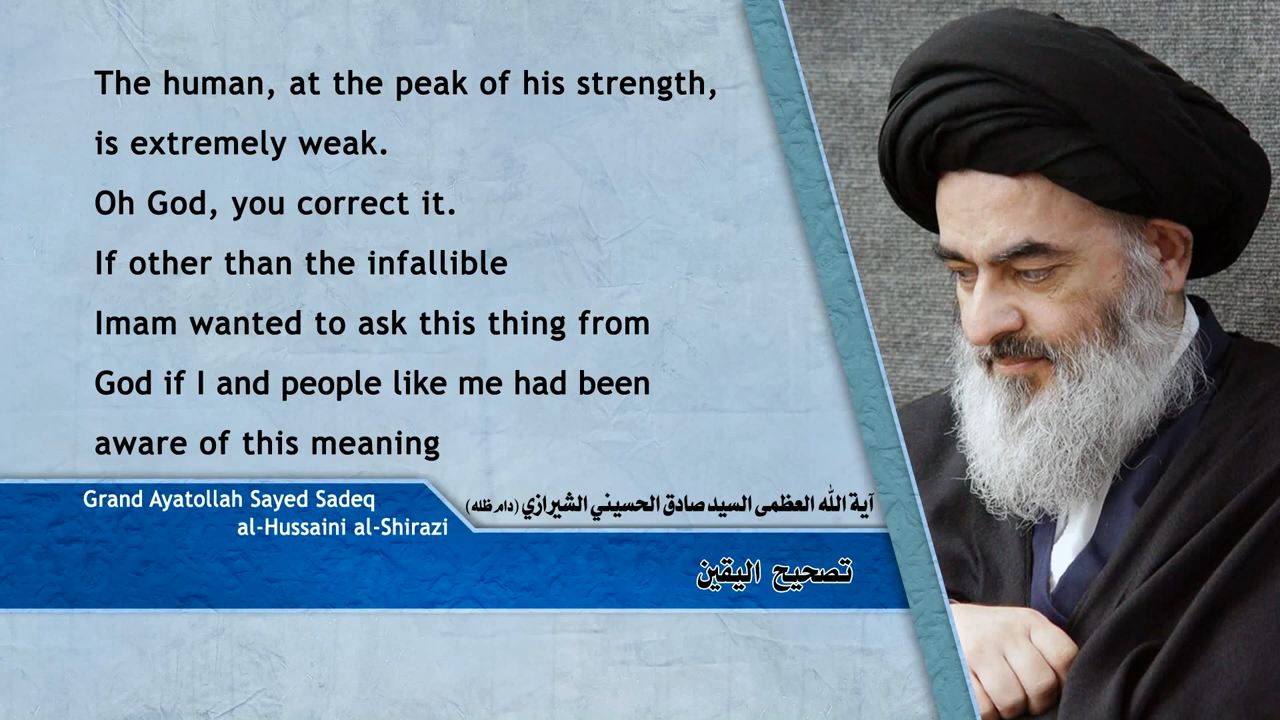 The human, at the peak of his strength,
is extremely weak.
Oh God, you correct it.
If other than the infallible
Imam wanted to ask this thing from
God if I and people like me had been
aware of this meaning
Grand Ayatollah Sayed Sadeq
al-Hussaini al-Shirazi
آية الله العظمى السيد صادق الحسيني الشيرازي (دام ظله)
تصحيح اليقين